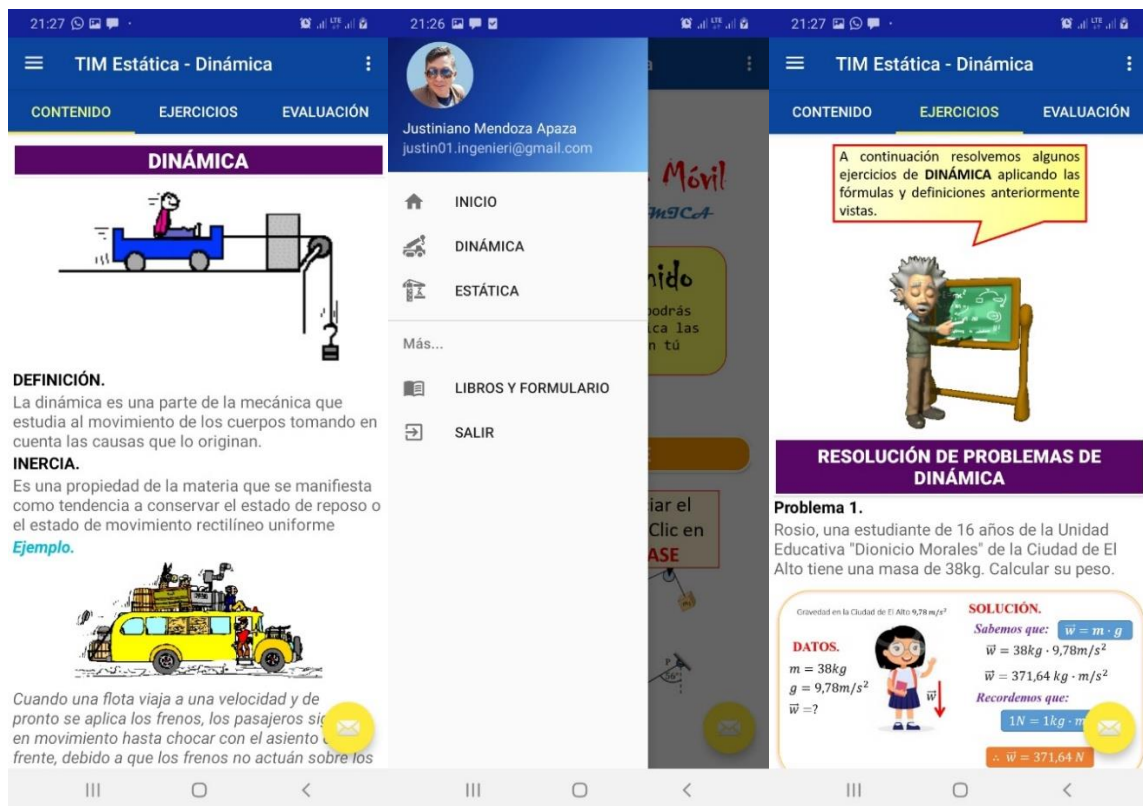 21:27
TIM Estática - Dinámica
CONTENIDO EJERCICIOS EVALUACIÓN
DINÁMICA
DEFINICIÓN.
La dinámica es una parte de la mecánica que
estudia al movimiento de los cuerpos tomando en
cuenta las causas que lo originan.
INERCIA.
Es una propiedad de la materia que se manifiesta
como tendencia a conservar el estado de reposo o
el estado de movimiento rectilíneo uniforme
Ejemplo.
Cuando una flota viaja a una velocidad y de
pronto se aplica los frenos, los pasajeros
en movimiento hasta chocar con el asiento
frente, debido a que los frenos no actuán sobre los
21:26
Justiniano Mendoza Apaza
justin01.ingenieri@gmail.com
INICIO
DINÁMICA
ESTÁTICA
Más...
LIBROS Y FORMULARIO
SALIR
Móvil
podrás
las
tú
el
Clic en
21:27
TIM Estática - Dinámica
CONTENIDO EJERCICIOS EVALUACIÓN
A continuación resolvemos algunos
ejercicios de DINÁMICA aplicando las
fórmulas y definiciones anteriormente
vistas.
RESOLUCIÓN DE PROBLEMAS DE
DINÁMICA
Problema 1.
Rosio, una estudiante de 16 años de la Unidad
Educativa "Dionicio Morales" de la Ciudad de El
Alto tiene una masa de 38kg. Calcular su peso.
Gravedad en la Ciudad de El Alto 9,78 m/s²
DATOS.
m = 38kg
g = 9,78m/s²
w⃗ =?
w⃗
SOLUCIÓN.
Sabemos que: w⃗ = m · g
w⃗ = 38kg · 9,78m/s²
w⃗ = 371,64 kg · m/s²
Recordemos que:
1N = 1kg · m
∴ w⃗ = 371,64 N